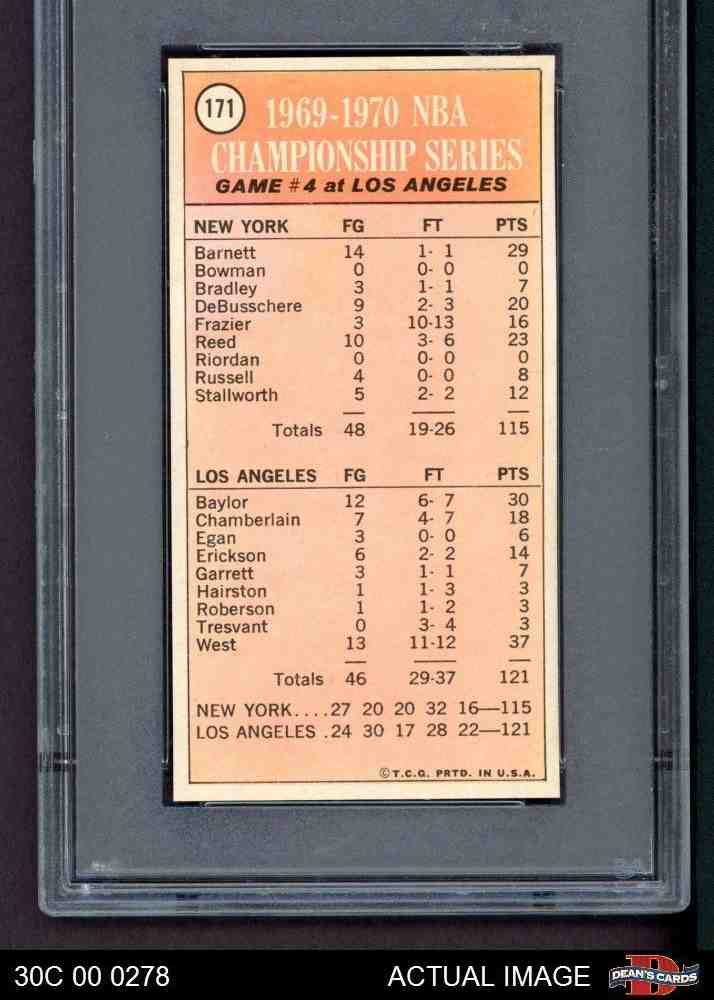 171
1969-1970 NBA
CHAMPIONSHIP SERIES
GAME #4 at LOS ANGELES
NEW YORK FG FT PTS
Barnett 14 1- 1 29
Bowman 0 0- 0 0
Bradley 3 1- 1 7
DeBusschere 9 2- 3 20
Frazier 3 10-13 16
Reed 10 3- 6 23
Riordan 0 0- 0 0
Russell 4 0- 0 8
Stallworth 5 2- 2 12
Totals 48 19-26 115
LOS ANGELES FG FT PTS
Baylor 12 6- 7 30
Chamberlain 7 4- 7 18
Egan 3 0- 0 6
Erickson 6 2- 2 14
Garrett 3 1- 1 7
Hairston 1 1- 3 3
Roberson 1 1- 2 3
Tresvant 0 3- 4 3
West 13 11-12 37
Totals 46 29-37 121
NEW YORK....27 20 20 32 16—115
LOS ANGELES .24 30 17 28 22—121
©T.C.G. PRTD. IN U.S.A.
30C 00 0278 ACTUAL IMAGE
DEAN'S CARDS